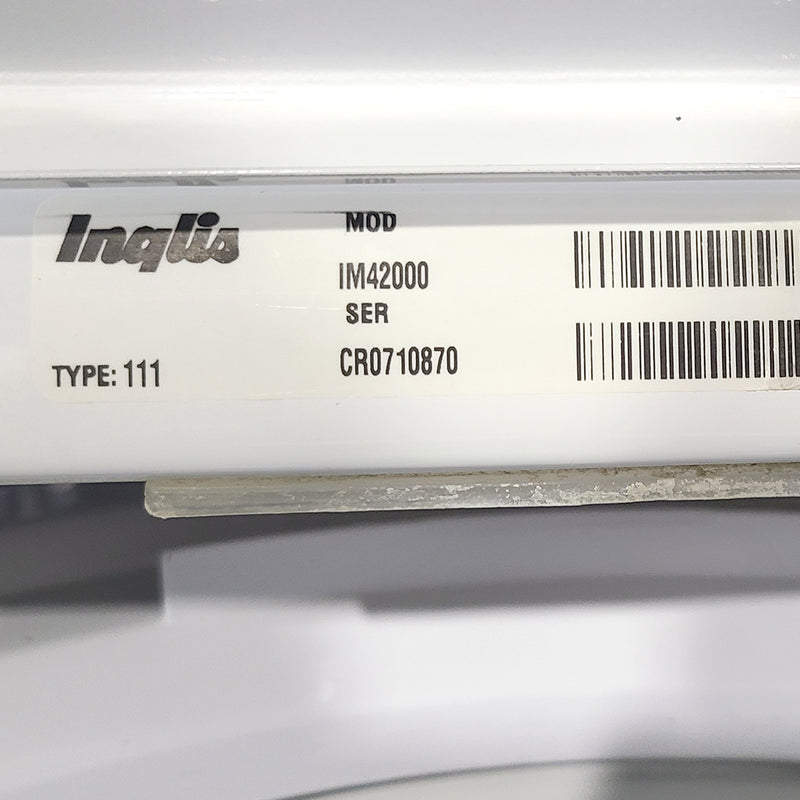 Inglis
MOD
IM42000
SER
CR0710870
TYPE: 111